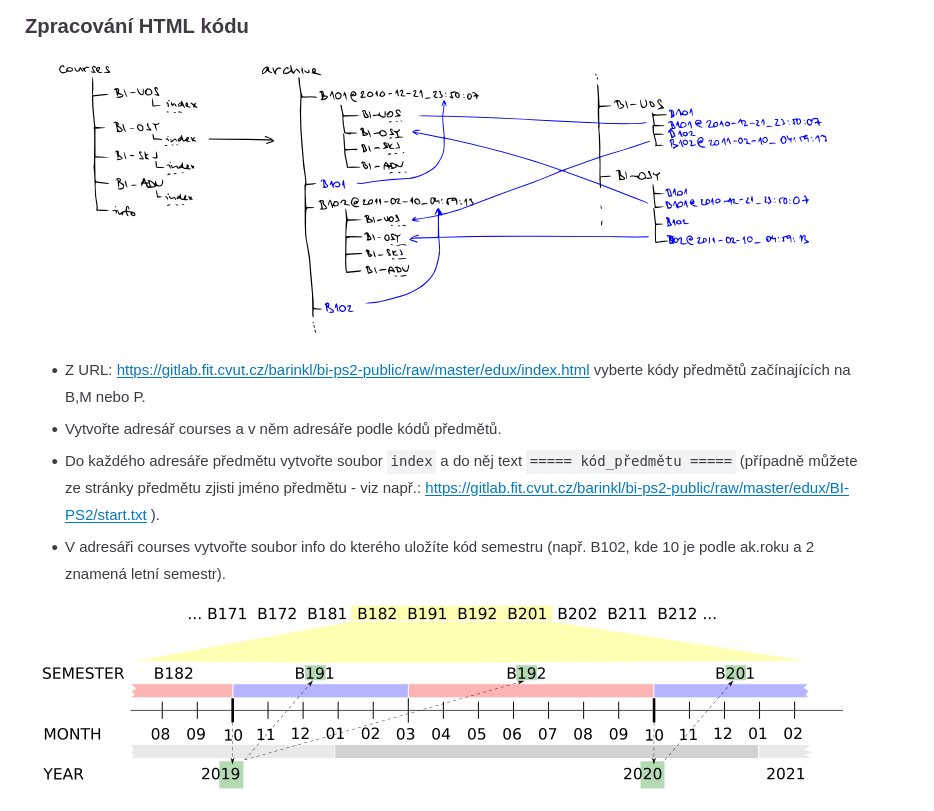 Zpracování HTML kódu
courses
BI-UOS
index
BI-OSY
index
BI-SKJ
index
BI-ADU
index
info
archive
B101@2010-12-21_23:50:07
BI-UOS
BI-OSY
BI-SKJ
BI-ADU
B101
B102@2011-02-10_04:59:13
BI-UOS
BI-OSY
BI-SKJ
BI-ADU
B102
BI-UOS
B101
B101@2010-12-21_23:50:07
B102
B102@2011-02-10_04:59:13
BI-OSY
B101
B101@2010-12-21_23:50:07
B102
B102@2011-02-10_04:59:13
• Z URL: https://gitlab.fit.cvut.cz/barinkl/bi-ps2-public/raw/master/edux/index.html vyberte kódy předmětů začínajících na
B,M nebo P.
• Vytvořte adresář courses a v něm adresáře podle kódů předmětů.
• Do každého adresáře předmětu vytvořte soubor index a do něj text ===== kód_předmětu ===== (případně můžete
ze stránky předmětu zjisti jméno předmětu - viz např.: https://gitlab.fit.cvut.cz/barinkl/bi-ps2-public/raw/master/edux/BI-
PS2/start.txt ).
• V adresáři courses vytvořte soubor info do kterého uložíte kód semestru (např. B102, kde 10 je podle ak.roku a 2
znamená letní semestr).
... B171 B172 B181 B182 B191 B192 B201 B202 B211 B212 ...
SEMESTER B182 B191 B192 B201
MONTH 08 09 10 11 12 01 02 03 04 05 06 07 08 09 10 11 12 01 02
YEAR 2019 2020 2021